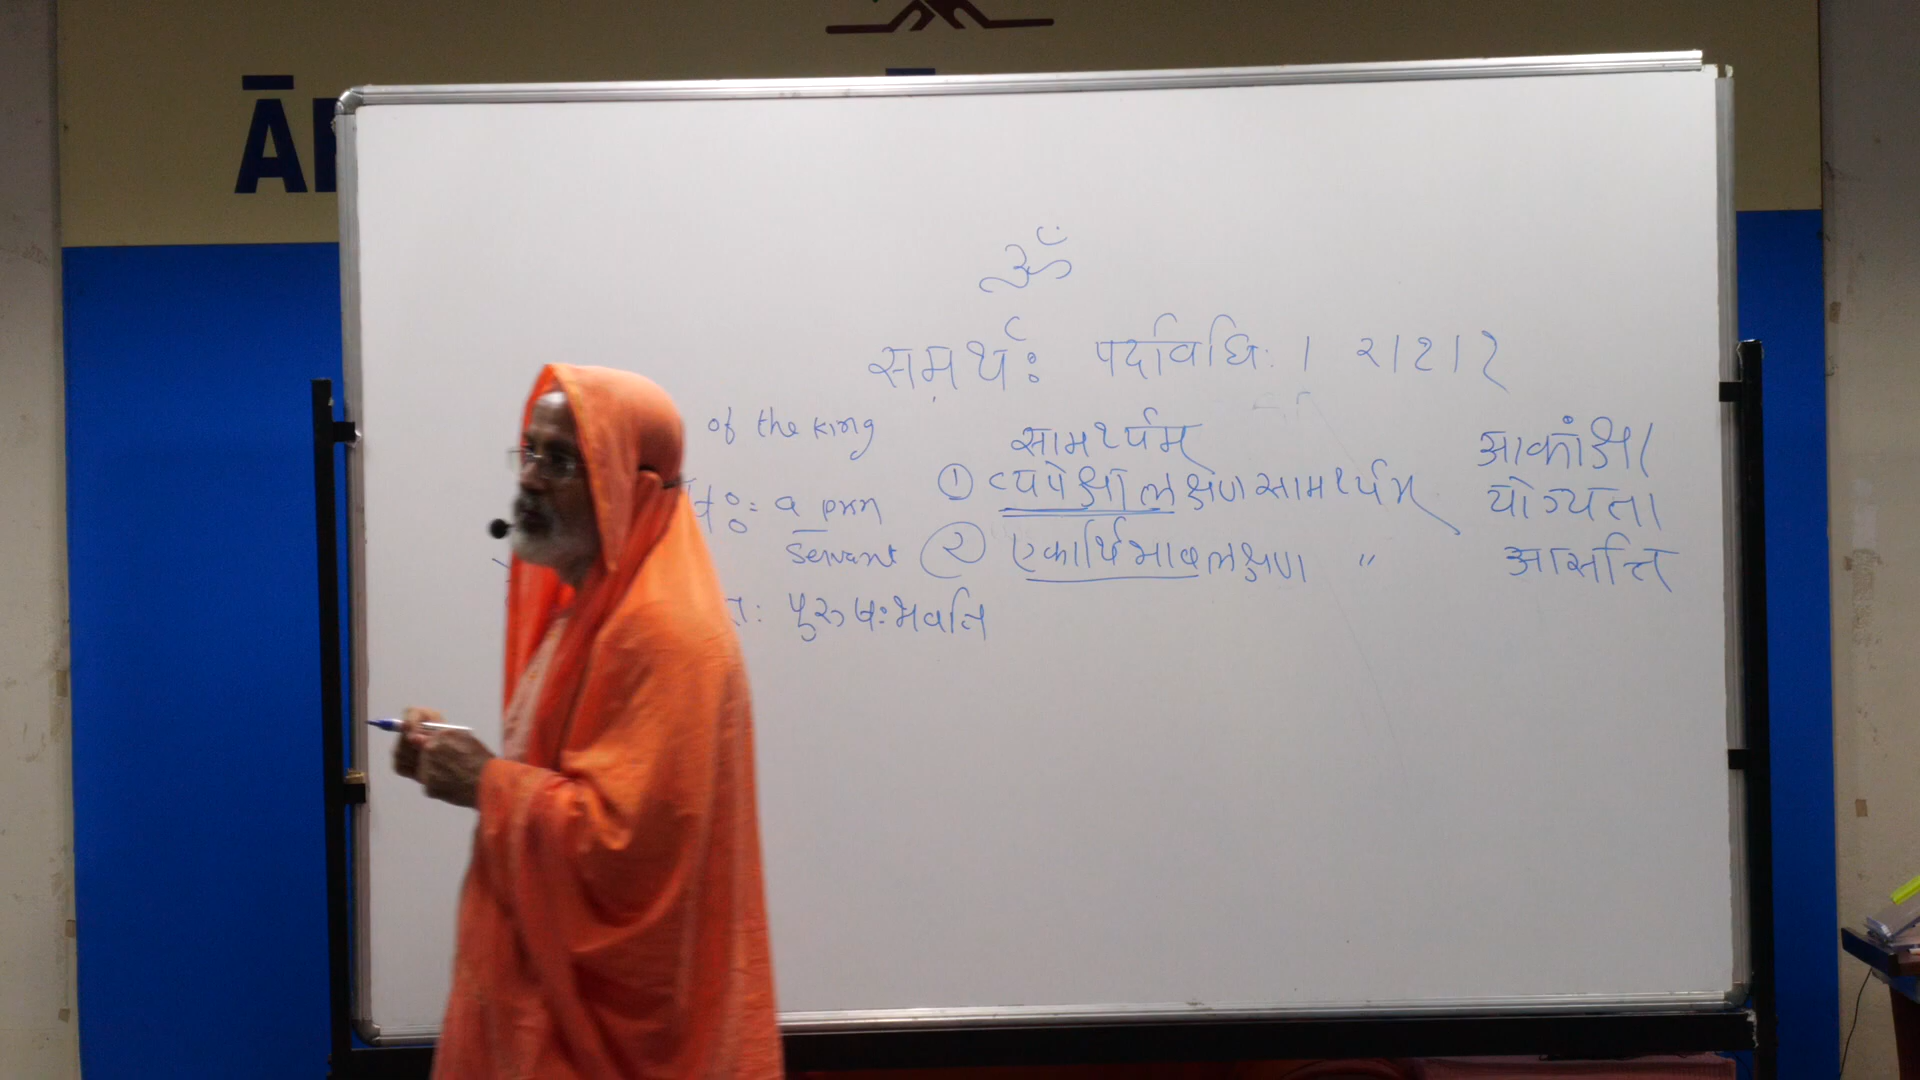 ॐ
समर्थः पदविधिः । २।१।१
of the king
सामर्थ्यम्
आकांक्षा
① व्यपेक्षालक्षणसामर्थ्यम्
योग्यता
: a
servant
② एकार्थिभावलक्षण "
आसत्ति
पुरुषः भवति